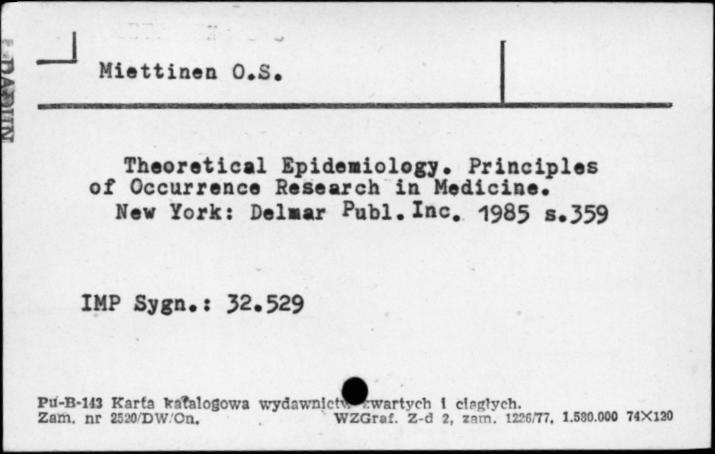 Miettinen O.S.
Theoretical Epidemiology. Principles
of Occurrence Research in Medicine.
New York: Delmar Publ. Inc. 1985 s.359
IMP Sygn.: 32.529
Pu-B-143 Karta katalogowa wydawnictw zwartych i ciągłych.
Zam. nr 2520/DW/On. WZGraf. Z-d 2, zam. 1226/77, 1.580.000 74×120